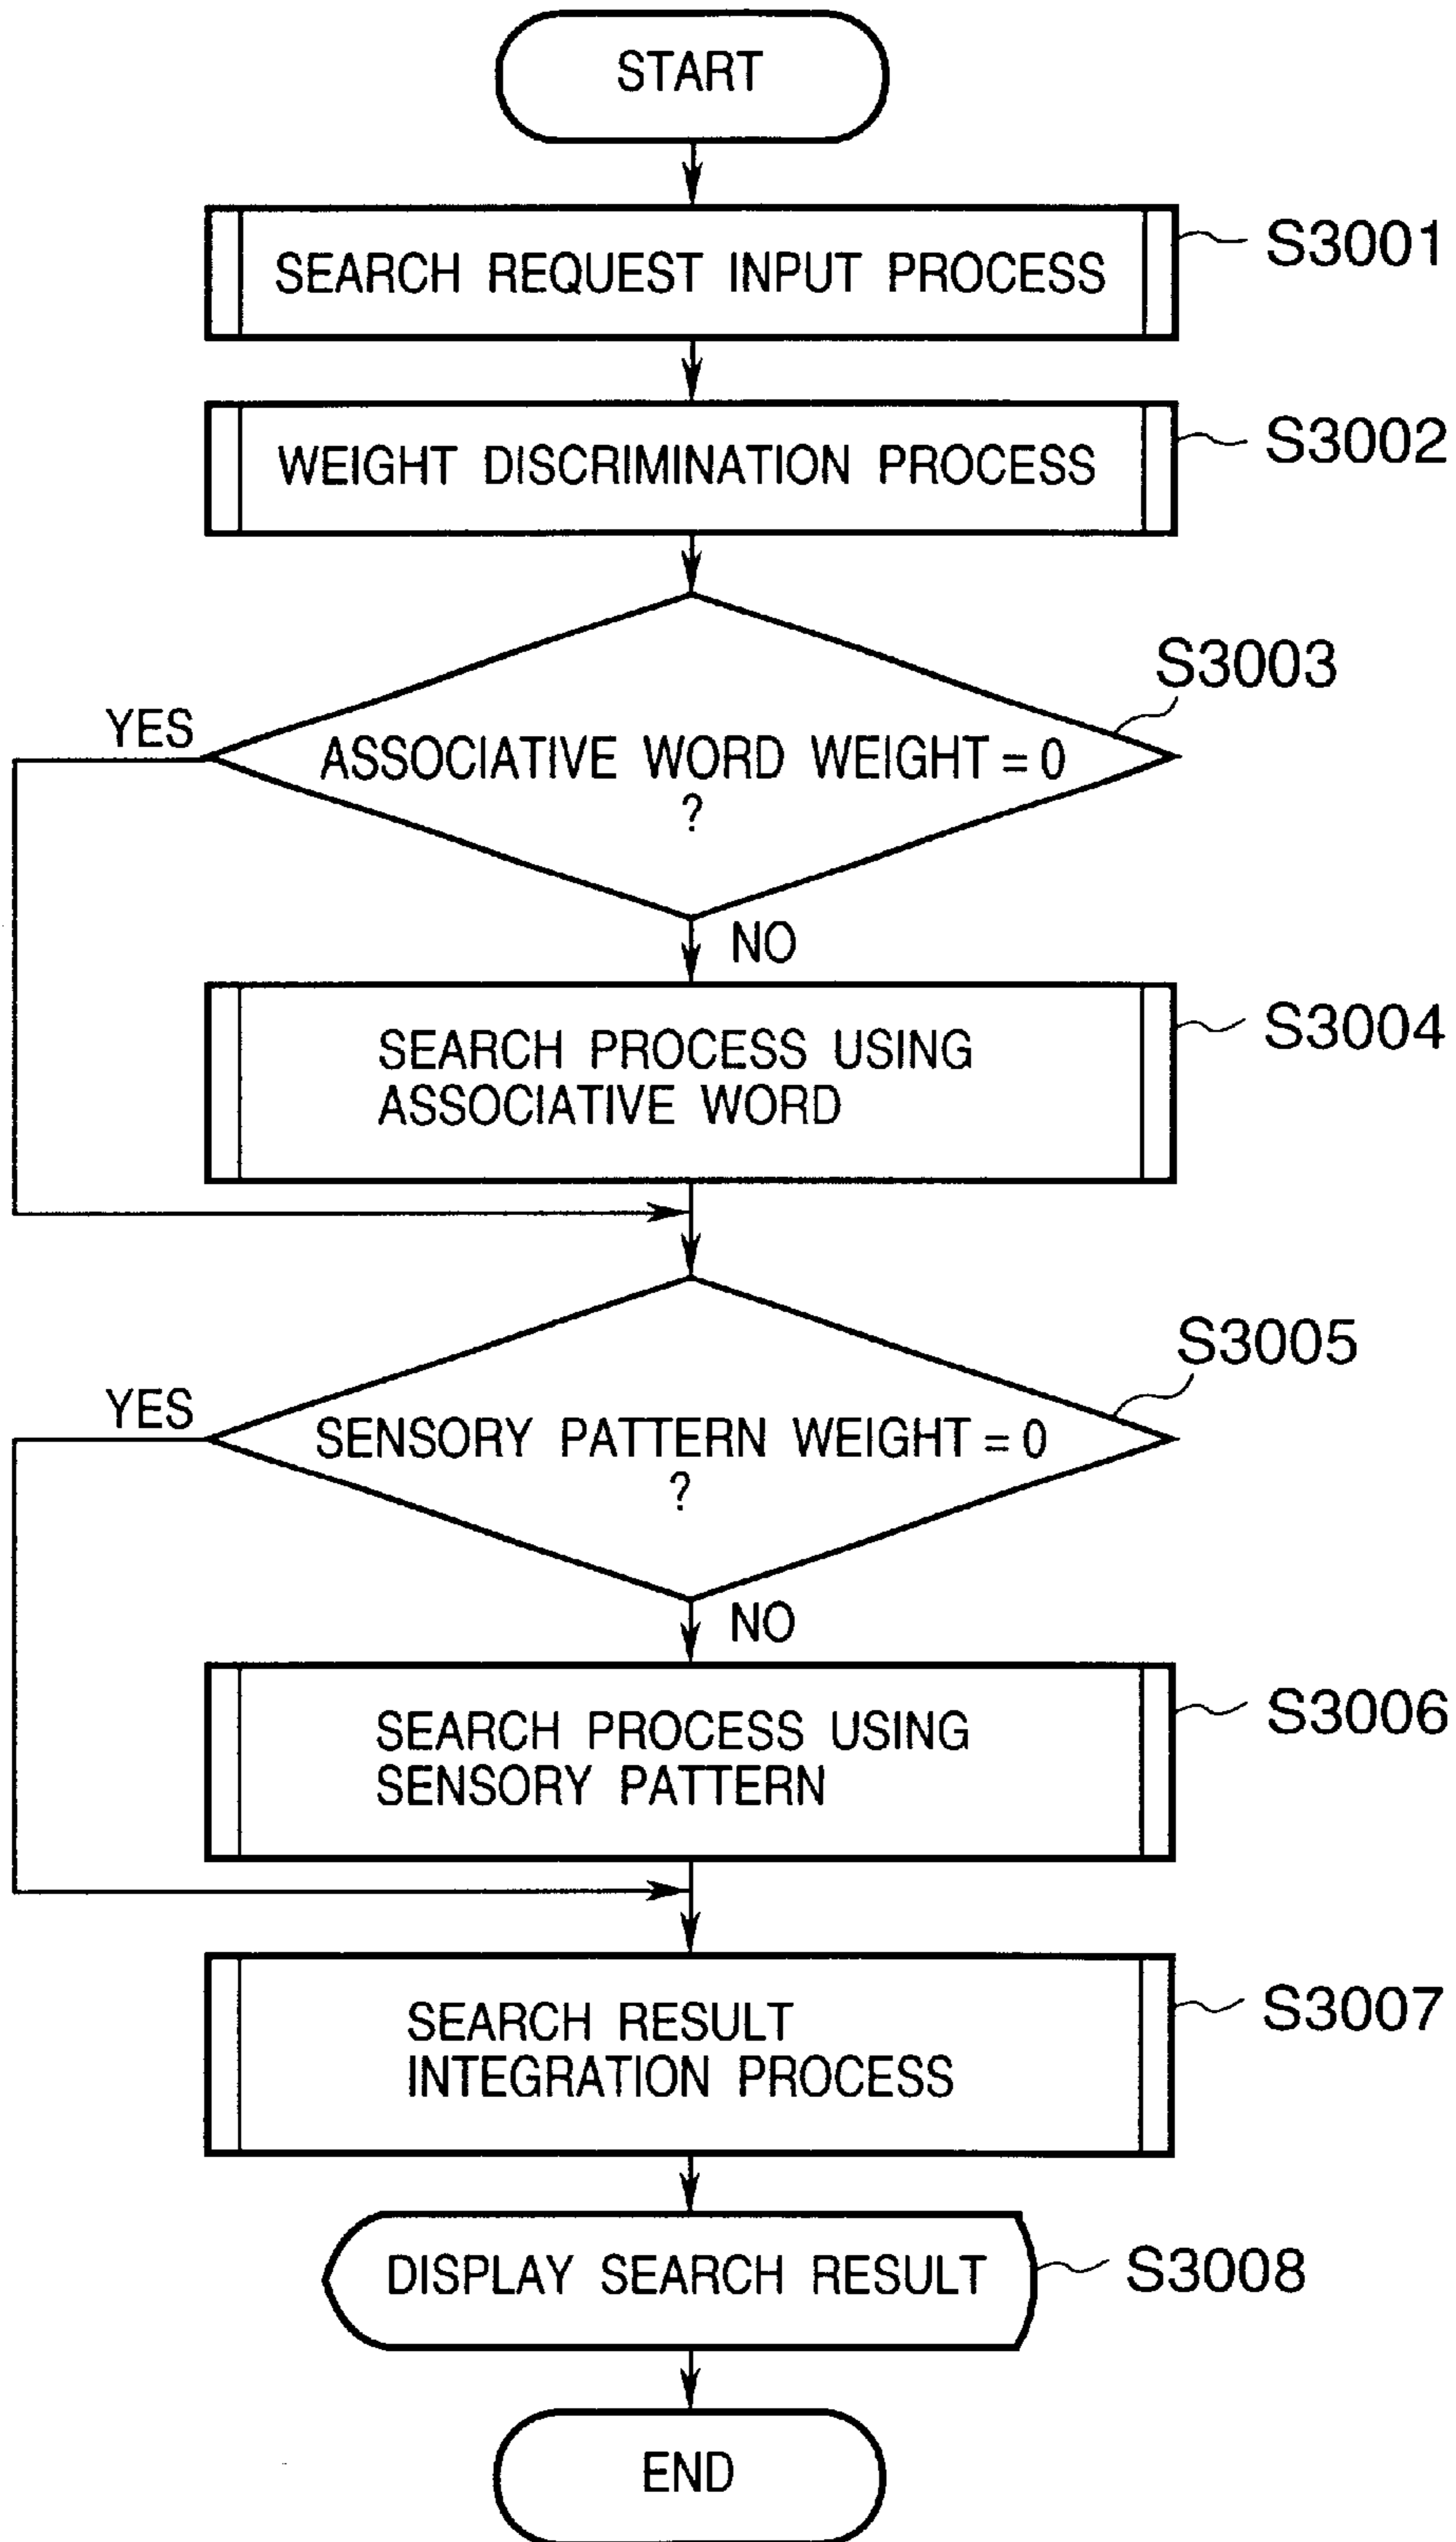 START
SEARCH REQUEST INPUT PROCESS
S3001
WEIGHT DISCRIMINATION PROCESS
S3002
S3003
YES
ASSOCIATIVE WORD WEIGHT = 0
?
NO
SEARCH PROCESS USING
ASSOCIATIVE WORD
S3004
S3005
YES
SENSORY PATTERN WEIGHT = 0
?
NO
SEARCH PROCESS USING
SENSORY PATTERN
S3006
SEARCH RESULT
INTEGRATION PROCESS
S3007
DISPLAY SEARCH RESULT
S3008
END